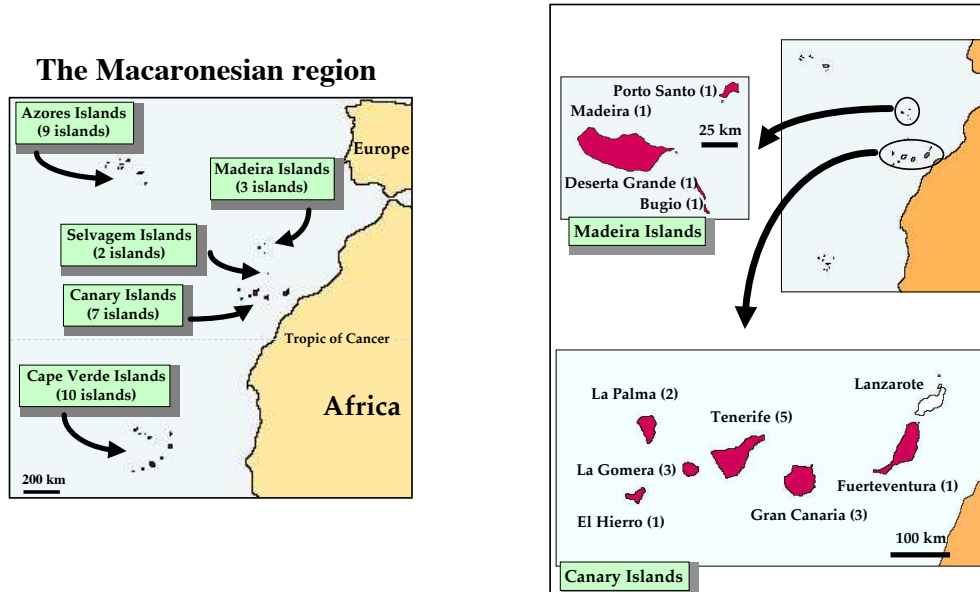 The Macaronesian region
Azores Islands
(9 islands)
Europe
Madeira Islands
(3 islands)
Selvagem Islands
(2 islands)
Canary Islands
(7 islands)
Tropic of Cancer
Cape Verde Islands
(10 islands)
Africa
200 km
Porto Santo (1)
Madeira (1)
25 km
Deserta Grande (1)
Bugio (1)
Madeira Islands
Lanzarote
La Palma (2)
Tenerife (5)
La Gomera (3)
Fuerteventura (1)
El Hierro (1)
Gran Canaria (3)
100 km
Canary Islands